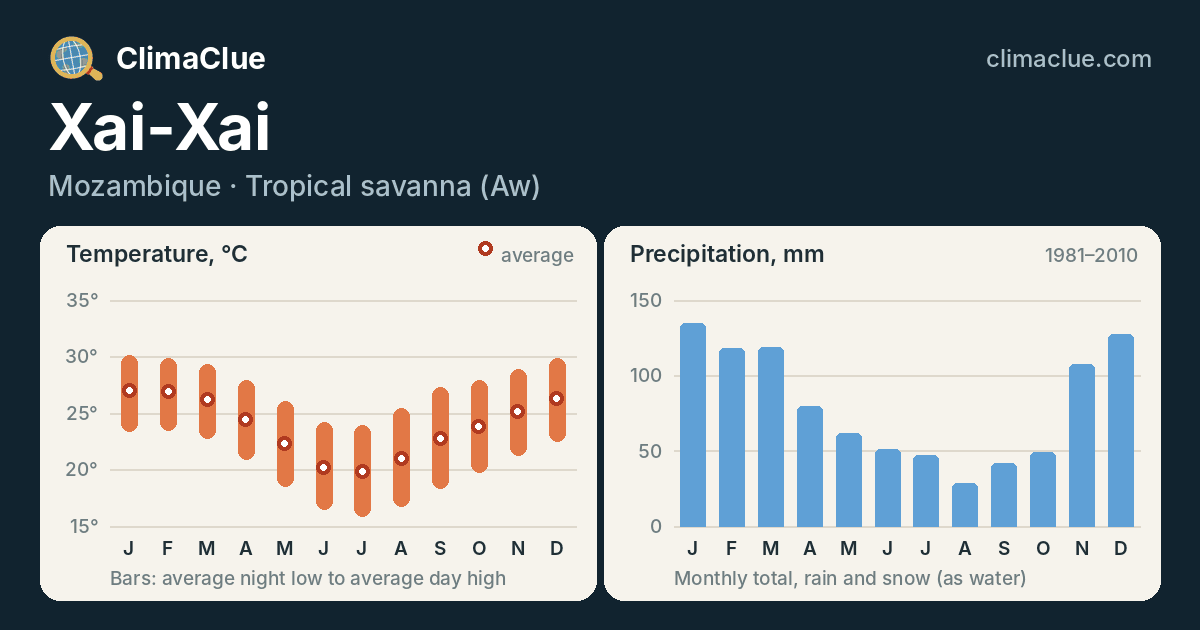 ClimaClue
climaclue.com
Xai-Xai
Mozambique · Tropical savanna (Aw)
Temperature, °C
average
35°
30°
25°
20°
15°
J F M A M J J A S O N D
Bars: average night low to average day high
Precipitation, mm
1981–2010
150
100
50
0
J F M A M J J A S O N D
Monthly total, rain and snow (as water)